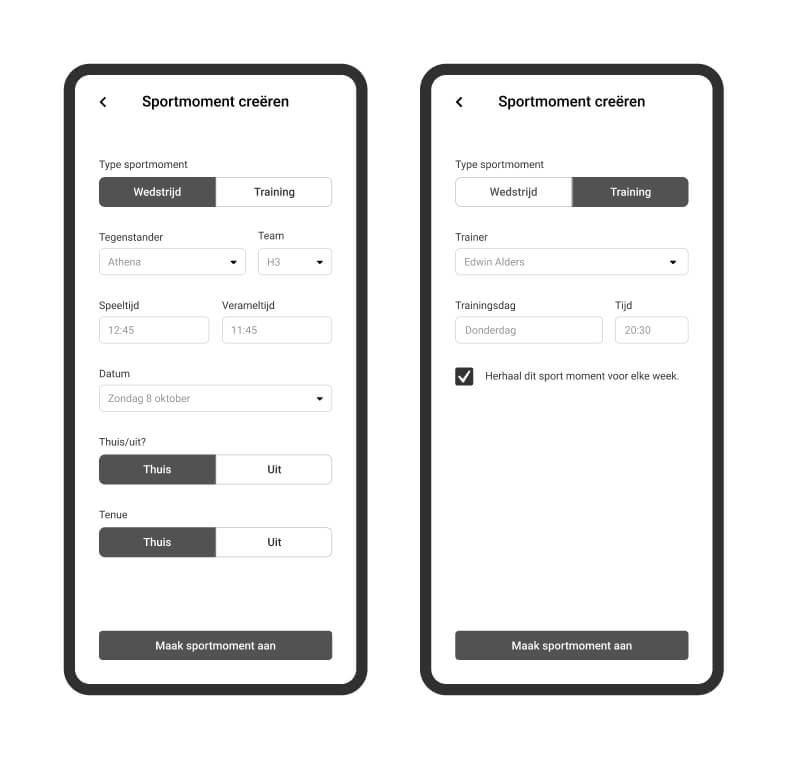 Sportmoment creëren
Type sportmoment
Wedstrijd Training
Tegenstander Team
Athena H3
Speeltijd Verameltijd
12:45 11:45
Datum
Zondag 8 oktober
Thuis/uit?
Thuis Uit
Tenue
Thuis Uit
Maak sportmoment aan
Sportmoment creëren
Type sportmoment
Wedstrijd Training
Trainer
Edwin Alders
Trainingsdag Tijd
Donderdag 20:30
Herhaal dit sport moment voor elke week.
Maak sportmoment aan